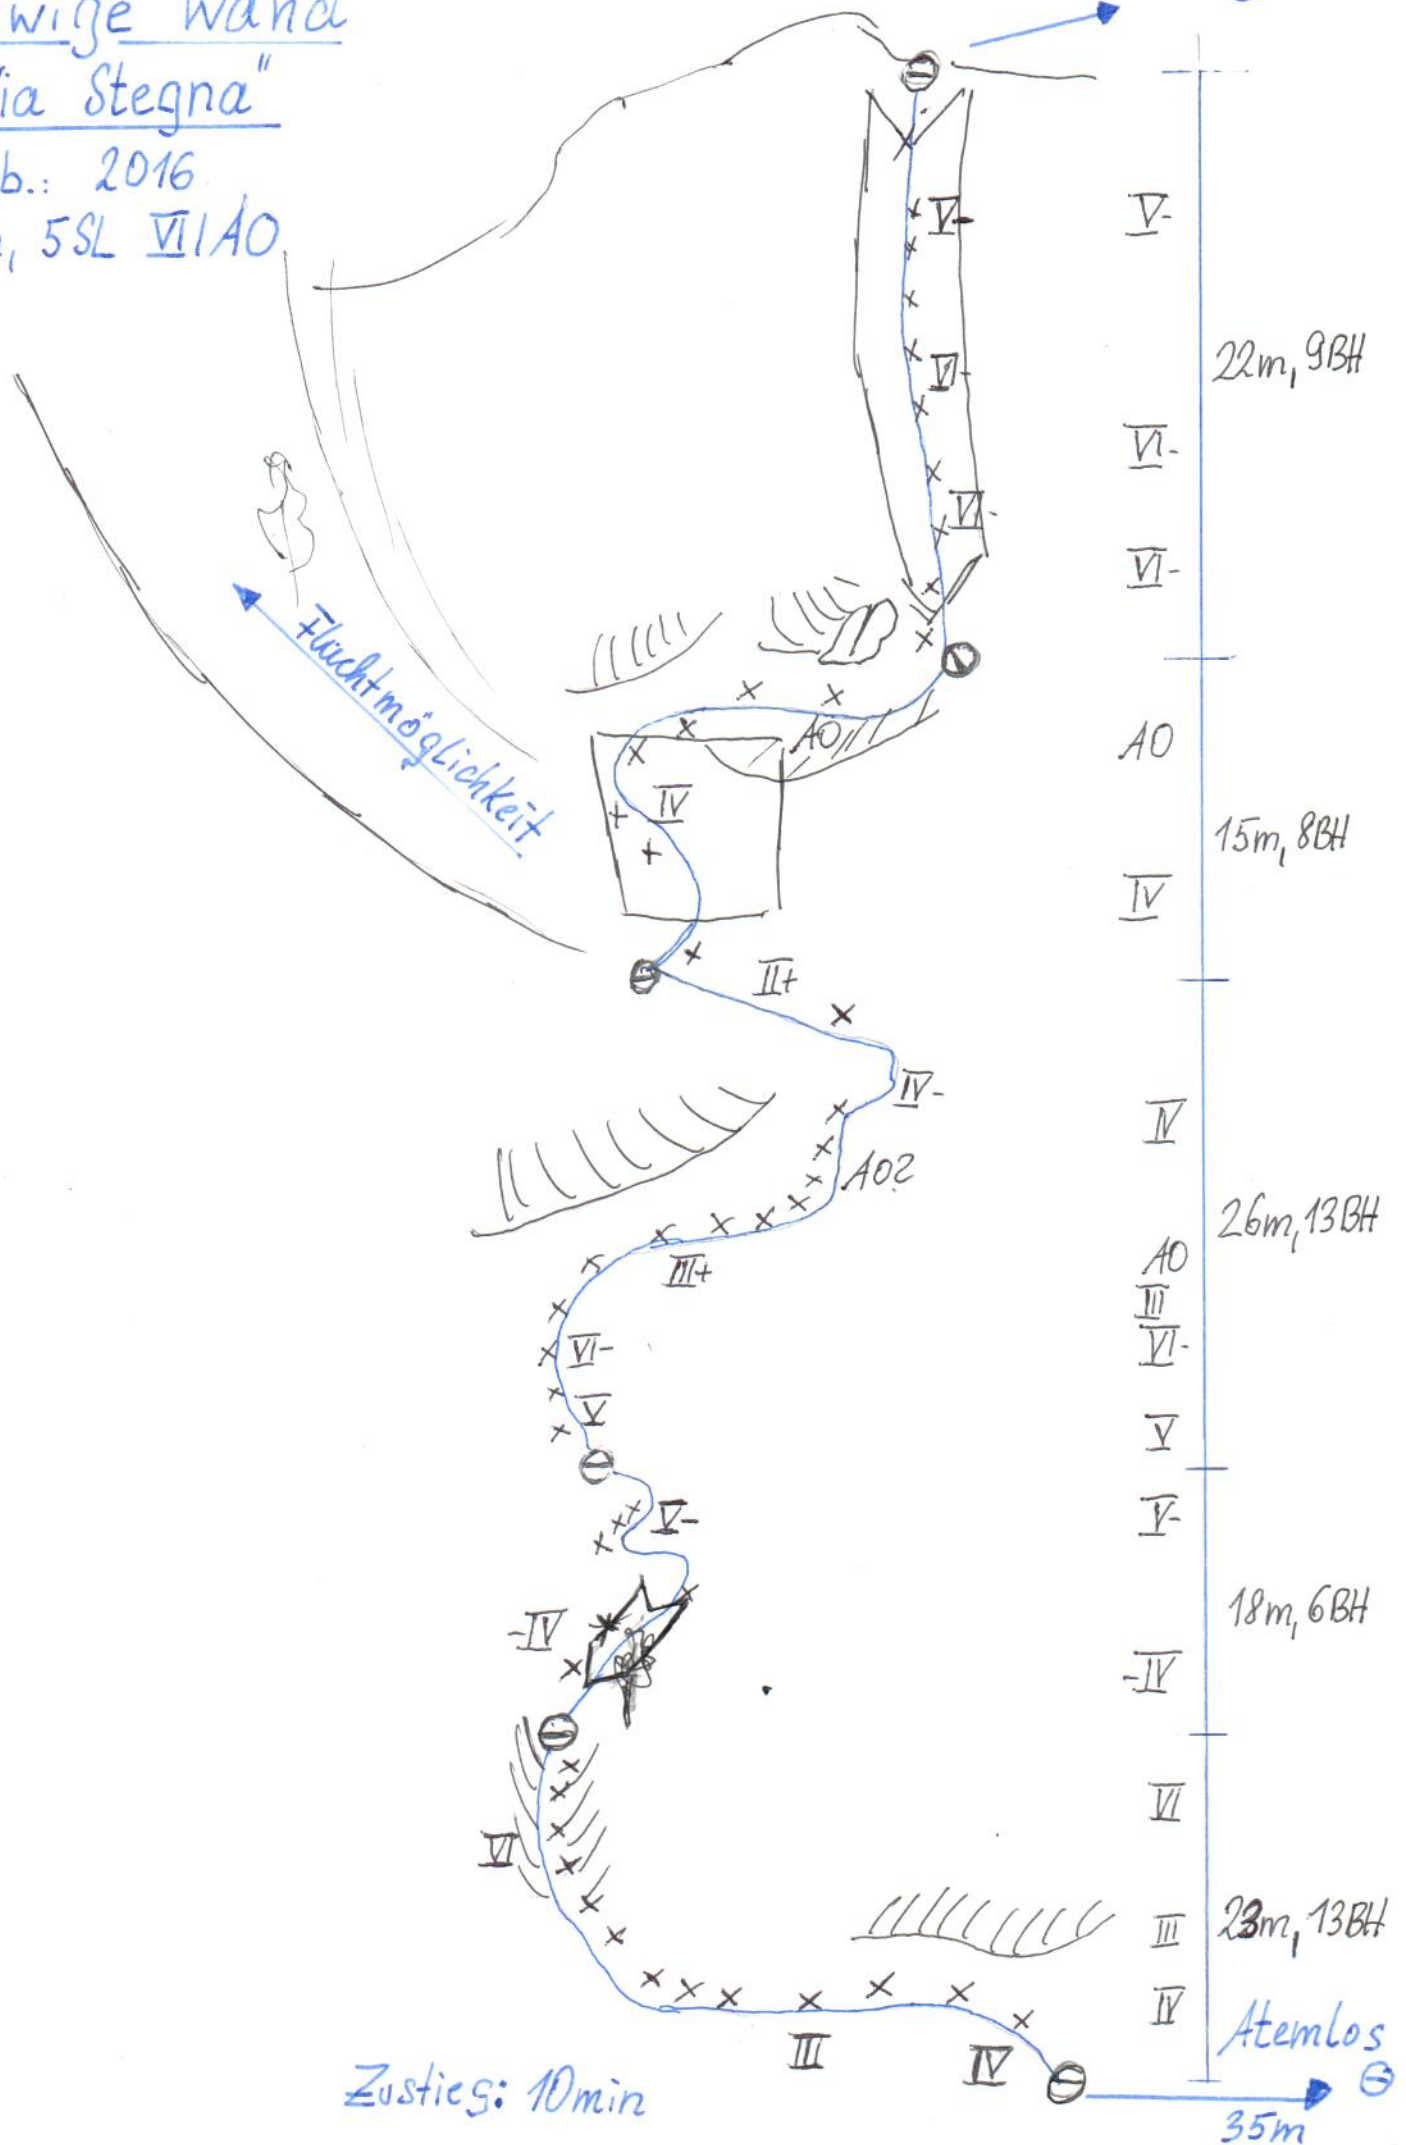 wiße Wand
ia Stegna"
b.: 2016
, 5SL VI/A0
V-
V-
22m, 9BH
VI-
VI-
VI-
VI-
Fluchtmöglichkeit
A0
A0
IV
15m, 8BH
IV
II+
IV-
IV
A0?
26m, 13BH
III+
A0
III
VI-
VI-
V
V
V-
V-
-IV
18m, 6BH
-IV
VI
VI
III
23m, 13BH
IV
III
IV
Atemlos
Zustieg: 10min
35m